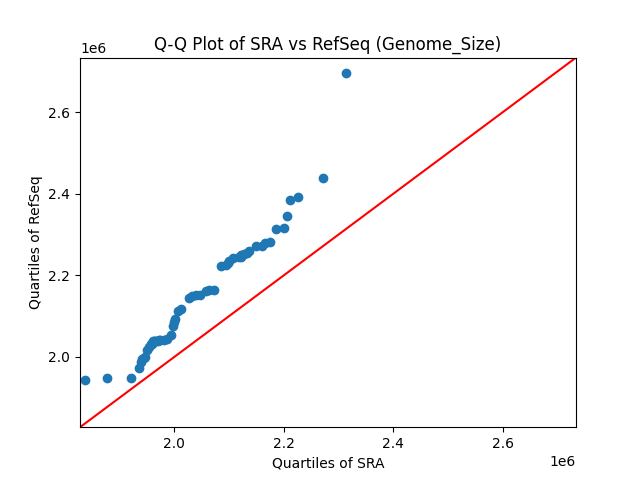 Q-Q Plot of SRA vs RefSeq (Genome_Size)
1e6
2.6
2.4
2.2
2.0
Quartiles of RefSeq
2.0 2.2 2.4 2.6
Quartiles of SRA
1e6